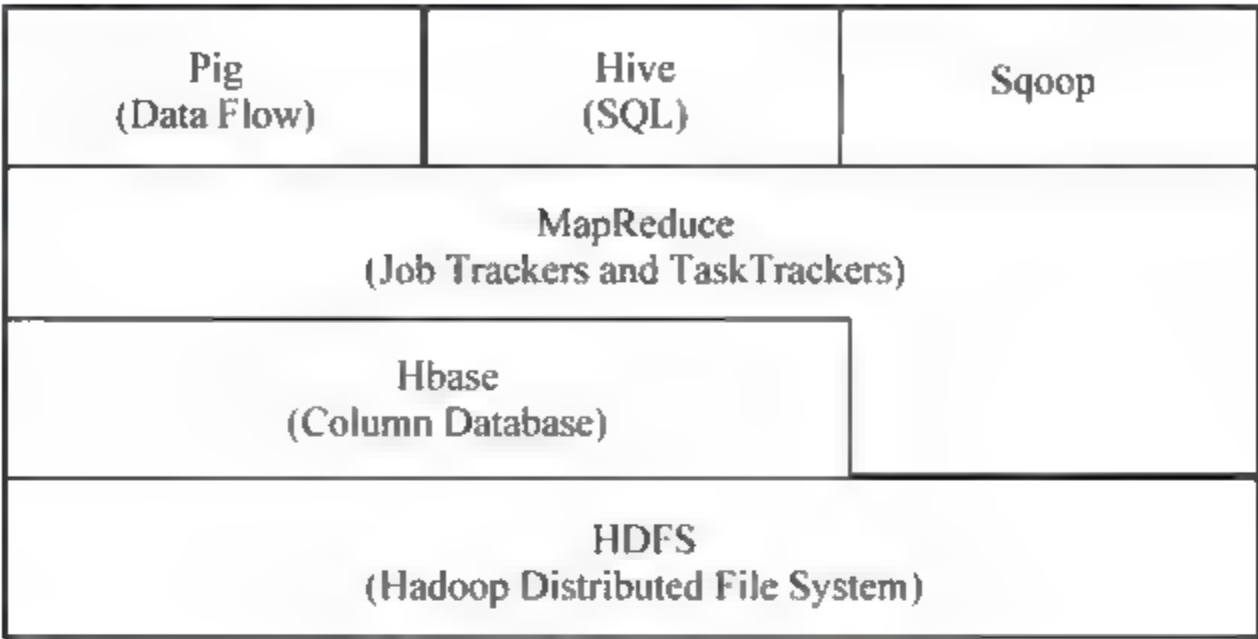 Pig
(Data Flow)
Hive
(SQL)
Sqoop
MapReduce
(Job Trackers and TaskTrackers)
Hbase
(Column Database)
HDFS
(Hadoop Distributed File System)